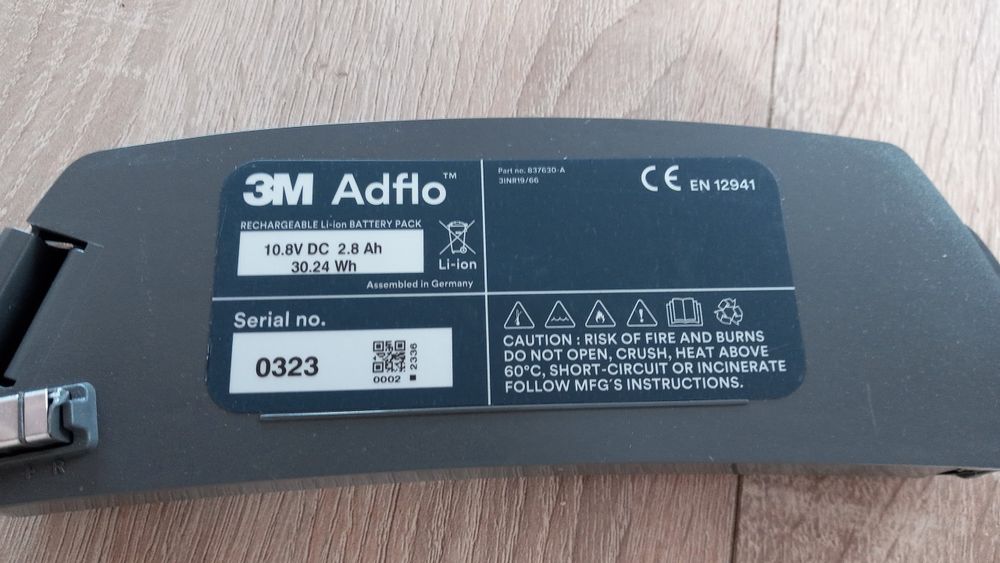 3M Adflo™
RECHARGEABLE Li-ion BATTERY PACK
10.8V DC 2.8 Ah
30.24 Wh
Li-ion
Assembled in Germany
Part no. 837630-A
3INR19/66
CE EN 12941
Serial no.
0323
0002
2336
CAUTION : RISK OF FIRE AND BURNS
DO NOT OPEN, CRUSH, HEAT ABOVE
60°C, SHORT-CIRCUIT OR INCINERATE
FOLLOW MFG'S INSTRUCTIONS.